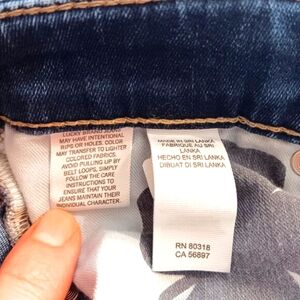 LUCKY BRAND JEANS
MAY HAVE INTENTIONAL
RIPS OR HOLES. COLOR
MAY TRANSFER TO LIGHTER
COLORED FABRICS.
AVOID PULLING UP BY
BELT LOOPS, SIMPLY
FOLLOW THE CARE
INSTRUCTIONS TO
ENSURE THAT YOUR
JEANS MAINTAIN THEIR
INDIVIDUAL CHARACTER.
MADE IN SRI LANKA
FABRIQUE AU SRI
LANKA
HECHO EN SRI LANKA
DIBUAT DI SRI LANKA
RN 80318
CA 56897